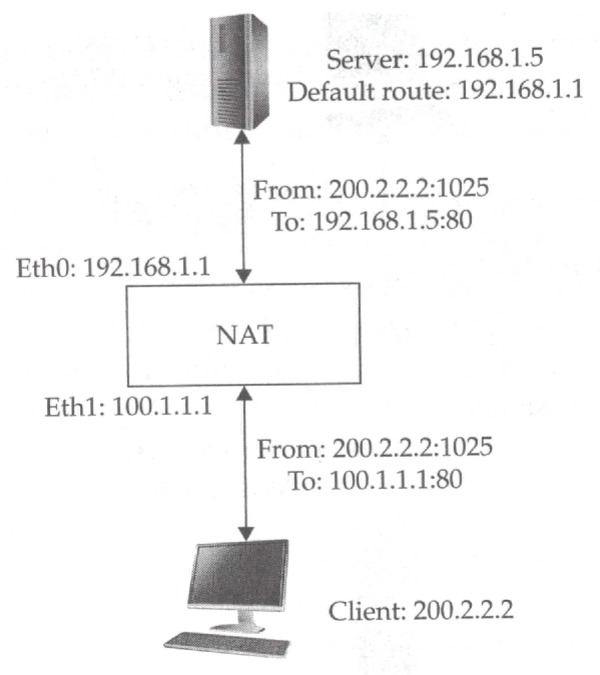 Server: 192.168.1.5
Default route: 192.168.1.1
From: 200.2.2.2:1025
To: 192.168.1.5:80
Eth0: 192.168.1.1
NAT
Eth1: 100.1.1.1
From: 200.2.2.2:1025
To: 100.1.1.1:80
Client: 200.2.2.2